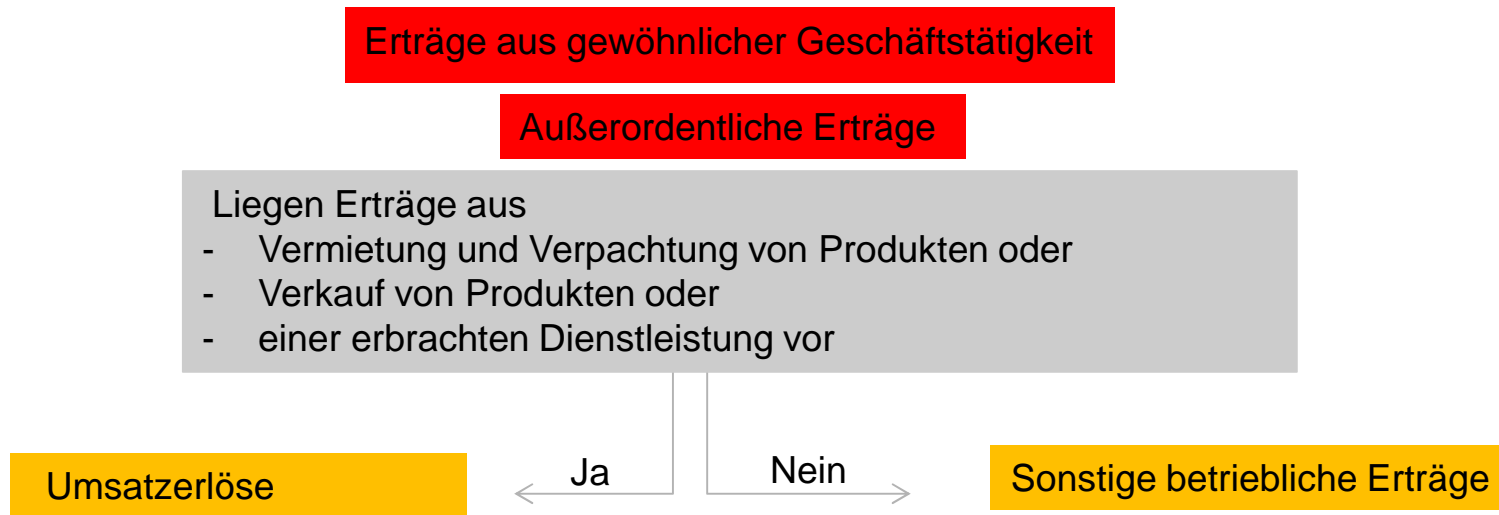 Erträge aus gewöhnlicher Geschäftstätigkeit
Außerordentliche Erträge
Liegen Erträge aus
- Vermietung und Verpachtung von Produkten oder
- Verkauf von Produkten oder
- einer erbrachten Dienstleistung vor
Ja
Nein
Umsatzerlöse
Sonstige betriebliche Erträge